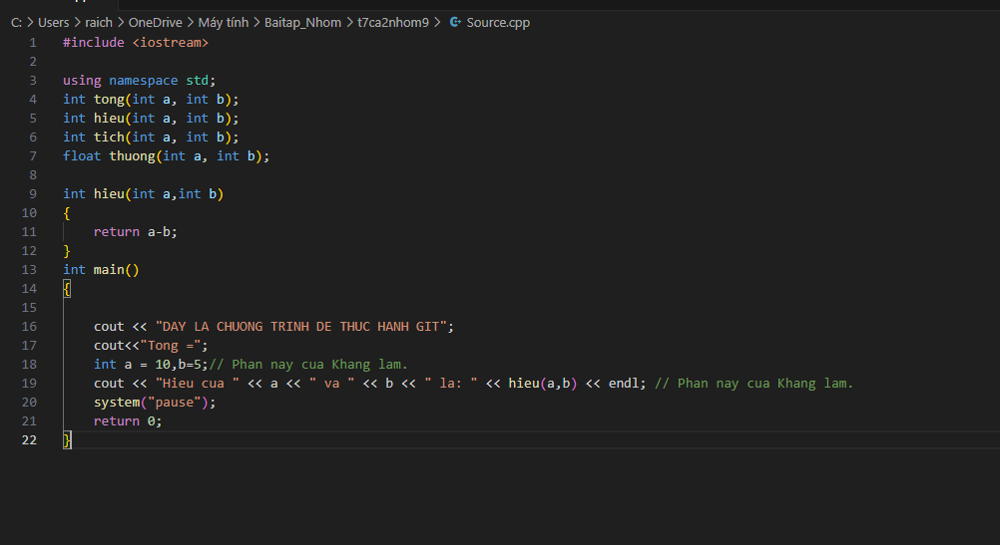 C: > Users > raich > OneDrive > Máy tính > Baitap_Nhom > t7ca2nhom9 > Source.cpp
1 #include <iostream>
2
3 using namespace std;
4 int tong(int a, int b);
5 int hieu(int a, int b);
6 int tich(int a, int b);
7 float thuong(int a, int b);
8
9 int hieu(int a,int b)
10 {
11     return a-b;
12 }
13 int main()
14 {
15
16     cout << "DAY LA CHUONG TRINH DE THUC HANH GIT";
17     cout<<"Tong =";
18     int a = 10,b=5;// Phan nay cua Khang lam.
19     cout << "Hieu cua " << a << " va " << b << " la: " << hieu(a,b) << endl; // Phan nay cua Khang lam.
20     system("pause");
21     return 0;
22 }